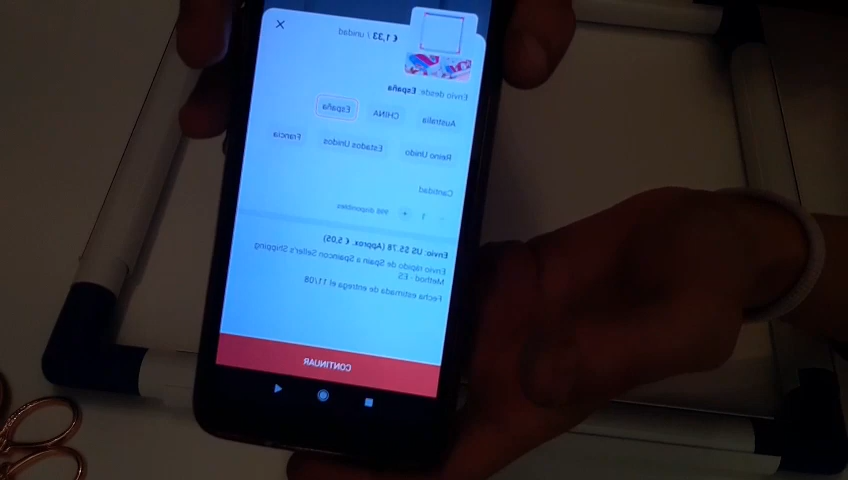 € 1,33 / unidad
Envío desde: España
Australia CHINA España
Reino Unido Estados Unidos Francia
Cantidad
- 1 + 998 disponibles
Envío: US $5.78 (Approx. € 5,05)
Envío rápido de Spain a Spaincon Seller's Shipping
Method - ES
Fecha estimada de entrega el 11/08
CONTINUAR